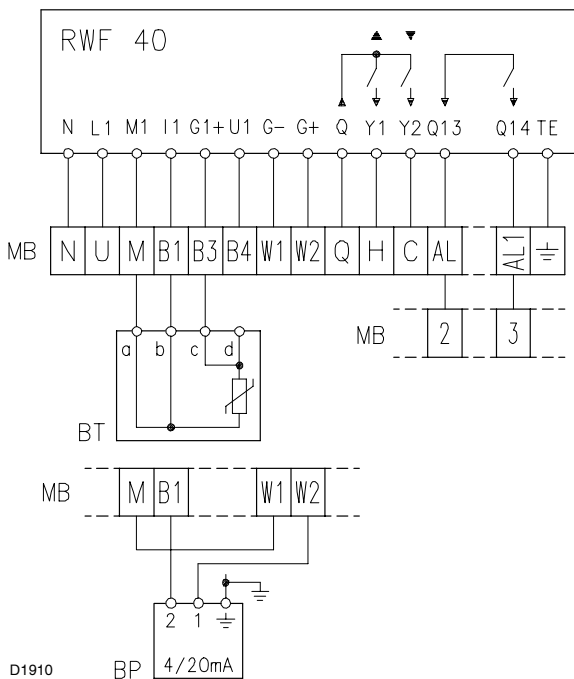 RWF 40
N L1 M1 I1 G1+ U1 G- G+ Q Y1 Y2 Q13 Q14 TE
MB N U M B1 B3 B4 W1 W2 Q H C AL AL1
MB 2 3
a b c d
BT
MB M B1 W1 W2
2 1
D1910 BP 4/20mA